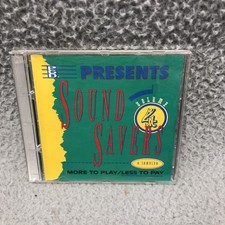 PRESENTS
SOUND
SAVERS
VOLUME
4
A SAMPLER
MORE TO PLAY/LESS TO PAY